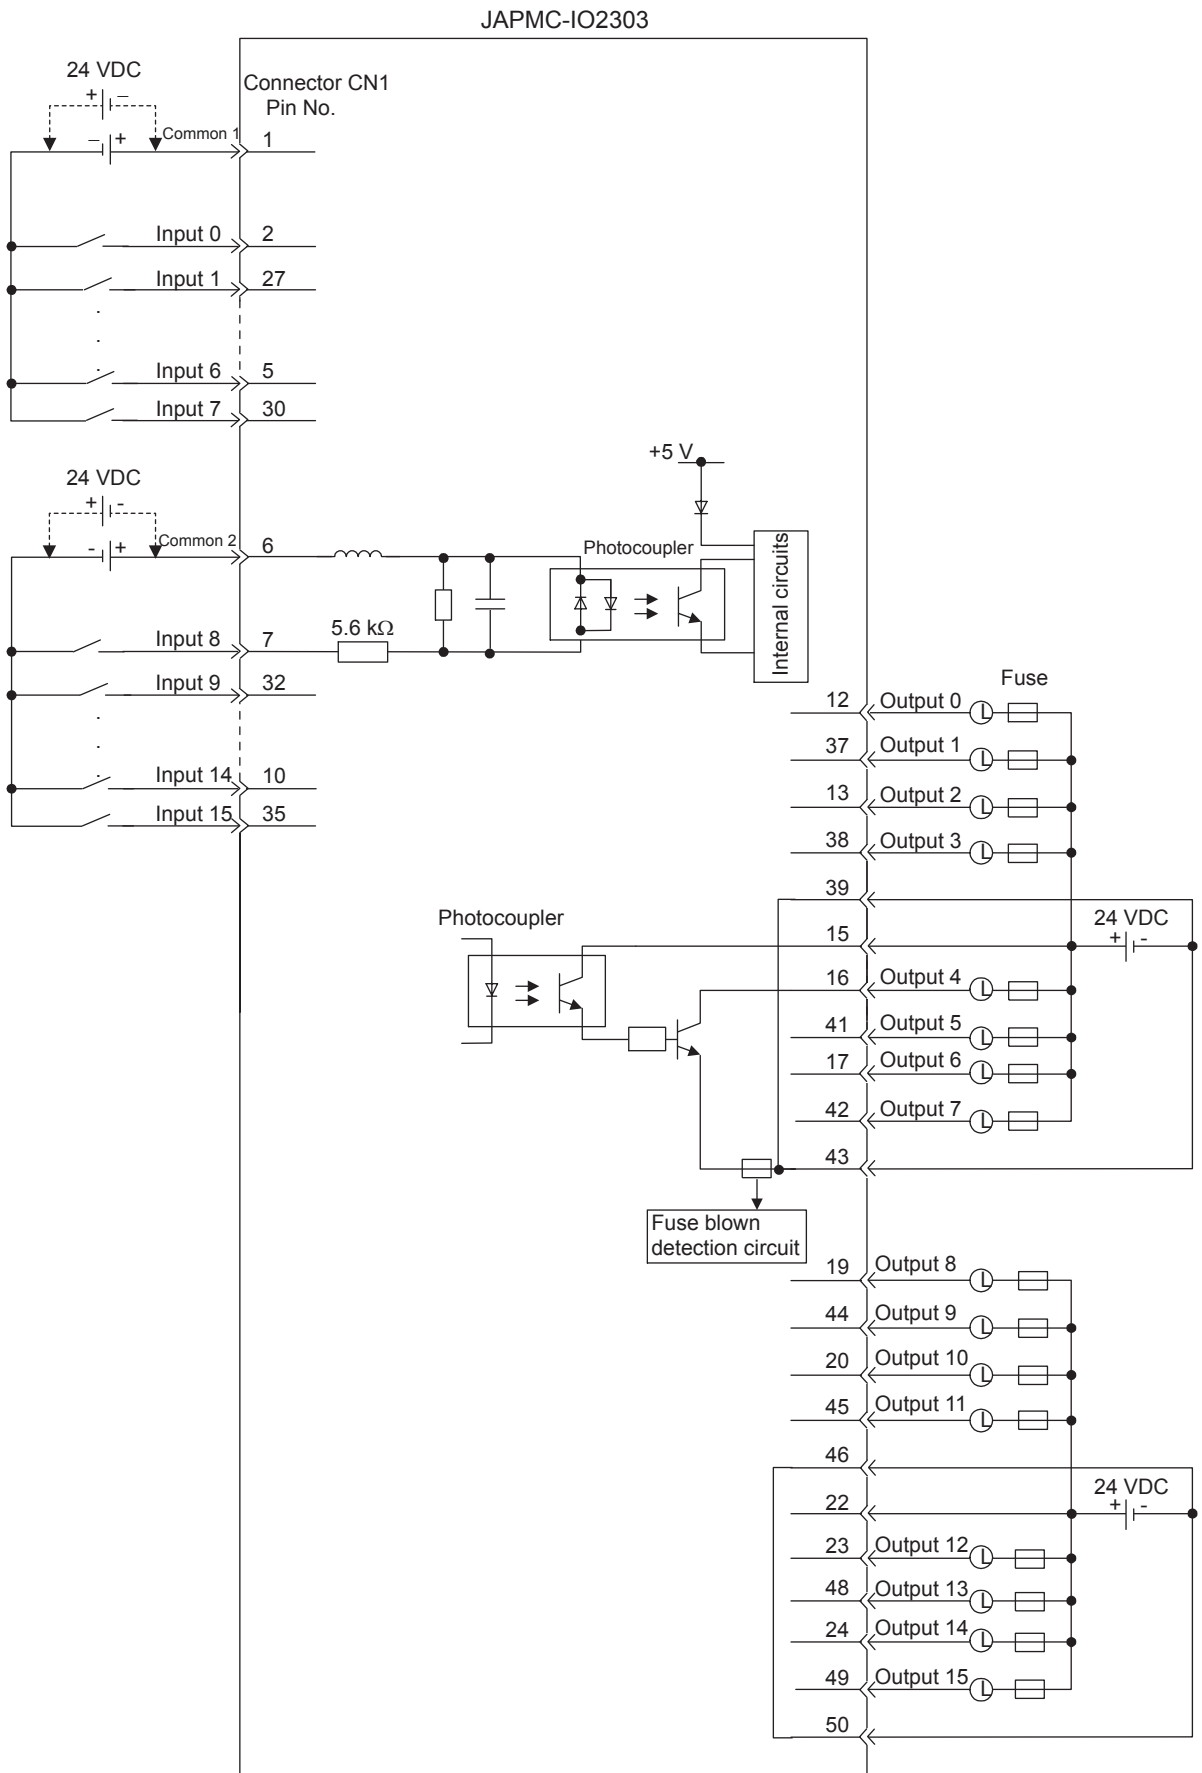 JAPMC-IO2303
24 VDC
Connector CN1
Pin No.
+ –
– +
Common 1
1
Input 0 2
Input 1 27
Input 6 5
Input 7 30
+5 V
24 VDC
+ -
- +
Common 2
6
Photocoupler
Internal circuits
5.6 kΩ
Input 8 7
Input 9 32
Input 14 10
Input 15 35
Fuse
12 Output 0 L
37 Output 1 L
13 Output 2 L
38 Output 3 L
39
24 VDC
+ -
Photocoupler
15
16 Output 4 L
41 Output 5 L
17 Output 6 L
42 Output 7 L
43
Fuse blown
detection circuit
19 Output 8 L
44 Output 9 L
20 Output 10 L
45 Output 11 L
46
24 VDC
+ -
22
23 Output 12 L
48 Output 13 L
24 Output 14 L
49 Output 15 L
50